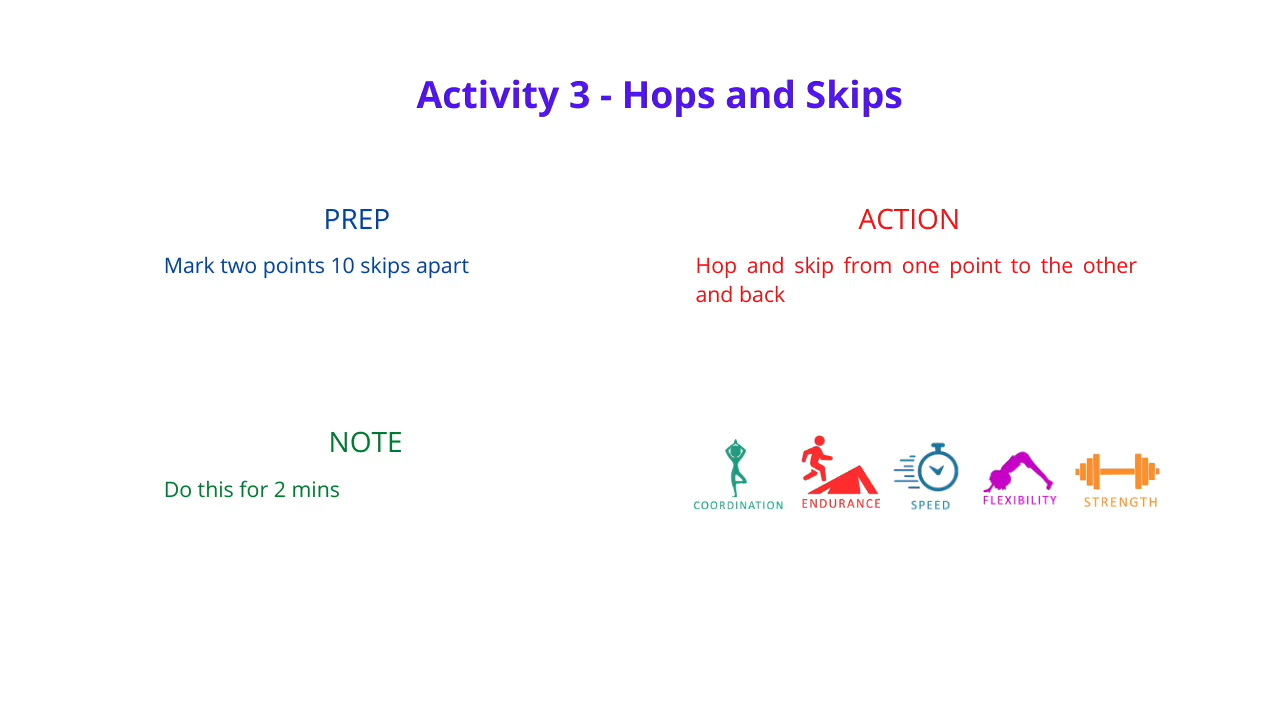 Activity 3 - Hops and Skips
PREP
Mark two points 10 skips apart
ACTION
Hop and skip from one point to the other
and back
NOTE
Do this for 2 mins
COORDINATION
ENDURANCE
SPEED
FLEXIBILITY
STRENGTH